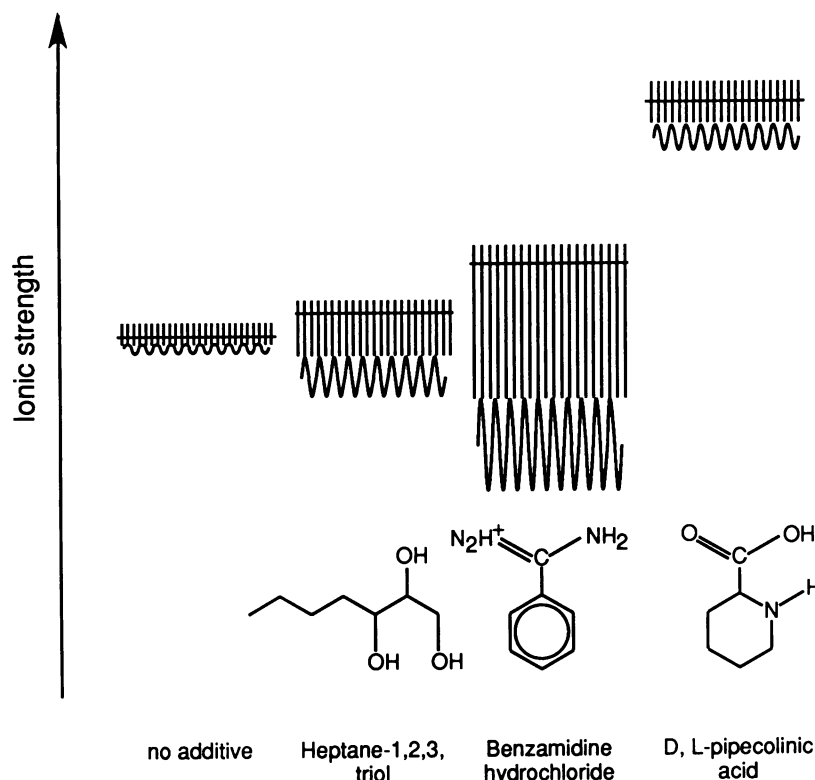 Ionic strength
N₂H⁺
C
NH₂
O
OH
C
OH
N
H
OH
OH
no additive
Heptane-1,2,3,
triol
Benzamidine
hydrochloride
D, L-pipecolinic
acid